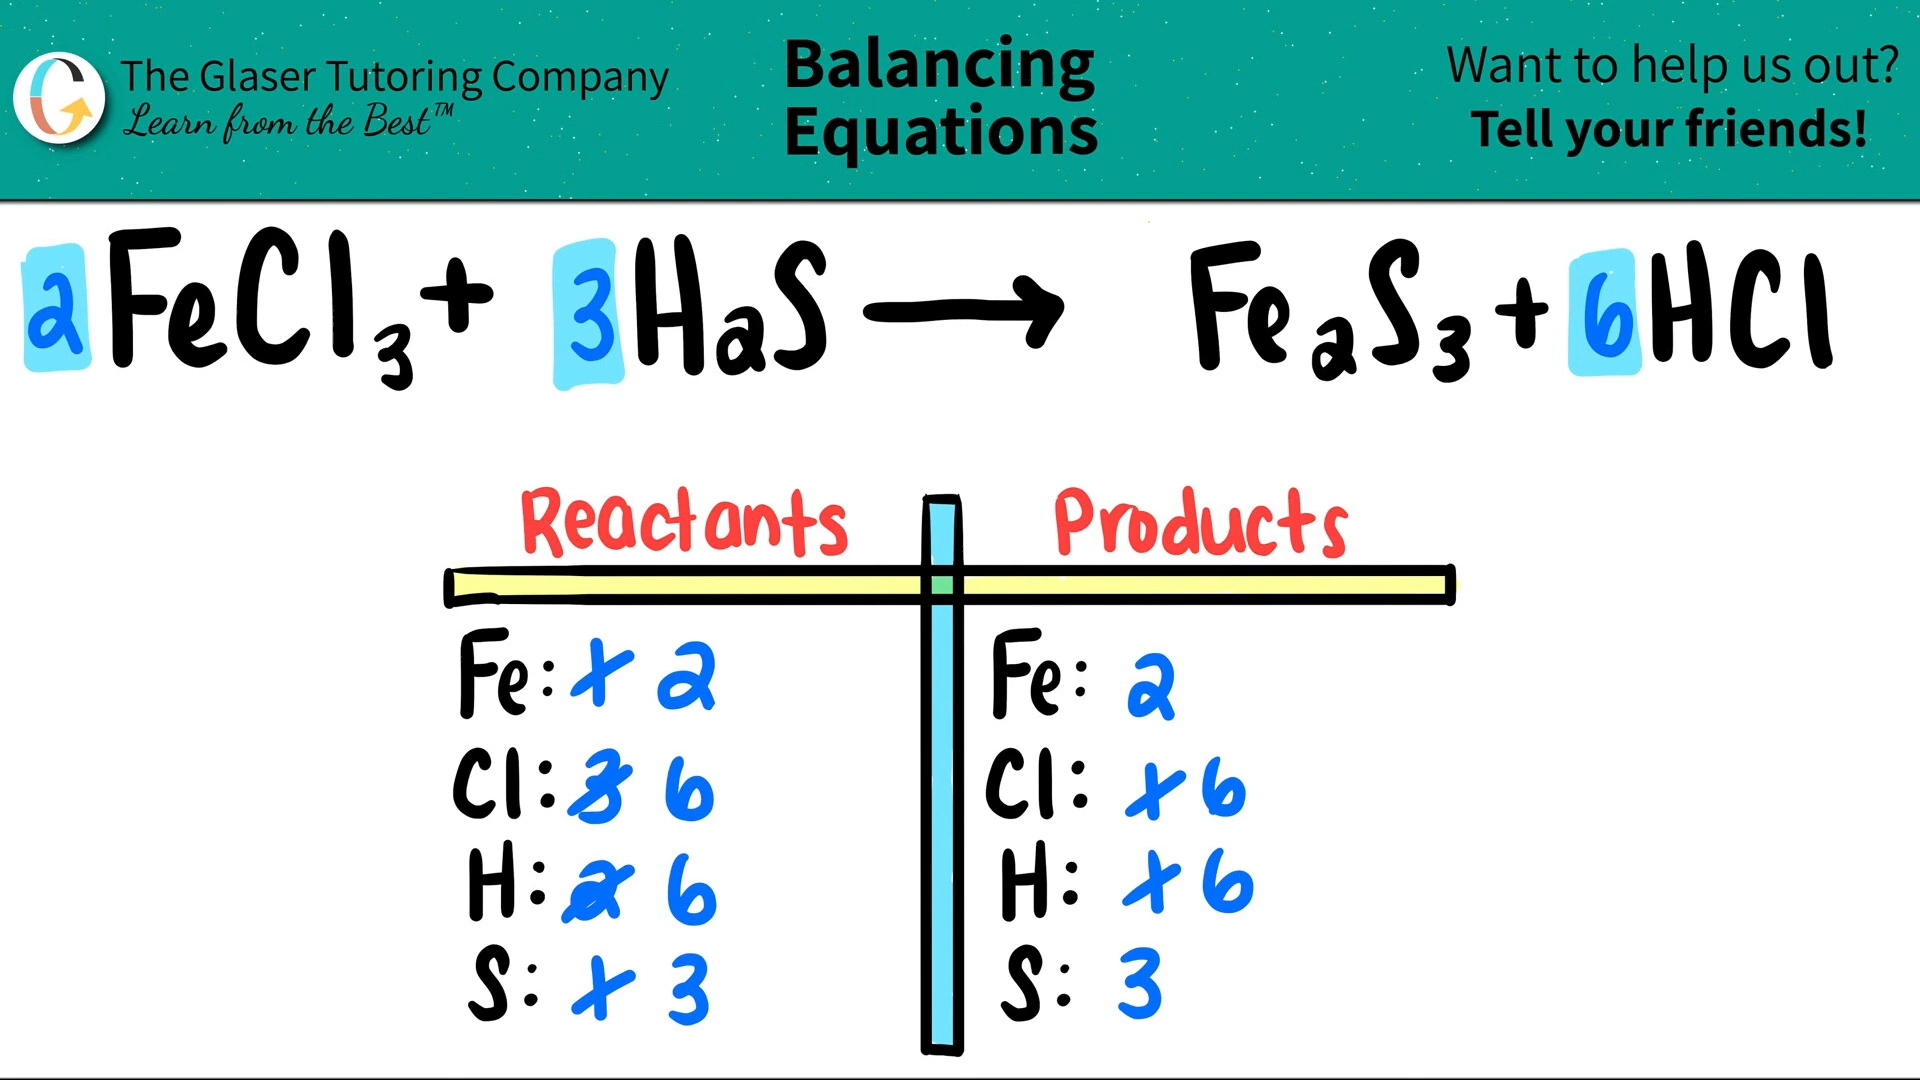 The Glaser Tutoring Company
Learn from the Best™
Balancing
Equations
Want to help us out?
Tell your friends!
2FeCl₃ + 3H₂S ⟶ Fe₂S₃ + 6HCl
Reactants Products
Fe: 1 2 Fe: 2
Cl: 3 6 Cl: 1 6
H: 2 6 H: 1 6
S: 1 3 S: 3